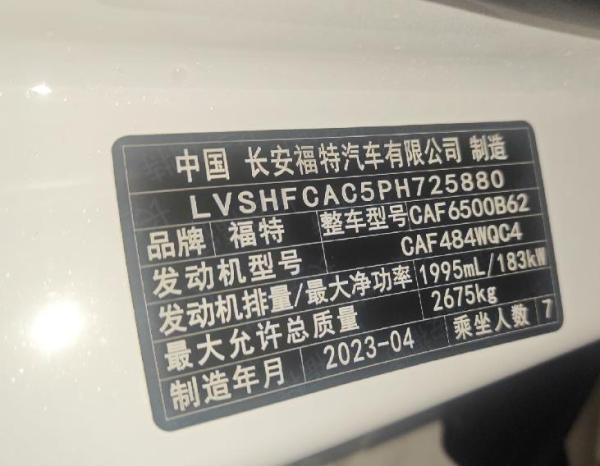 中国 长安福特汽车有限公司 制造
LVSHFCAC5PH725880
品牌 福特 整车型号 CAF6500B62
发动机型号 CAF484WQC4
发动机排量/最大净功率 1995mL/183kW
最大允许总质量 2675kg
制造年月 2023-04 乘坐人数 7